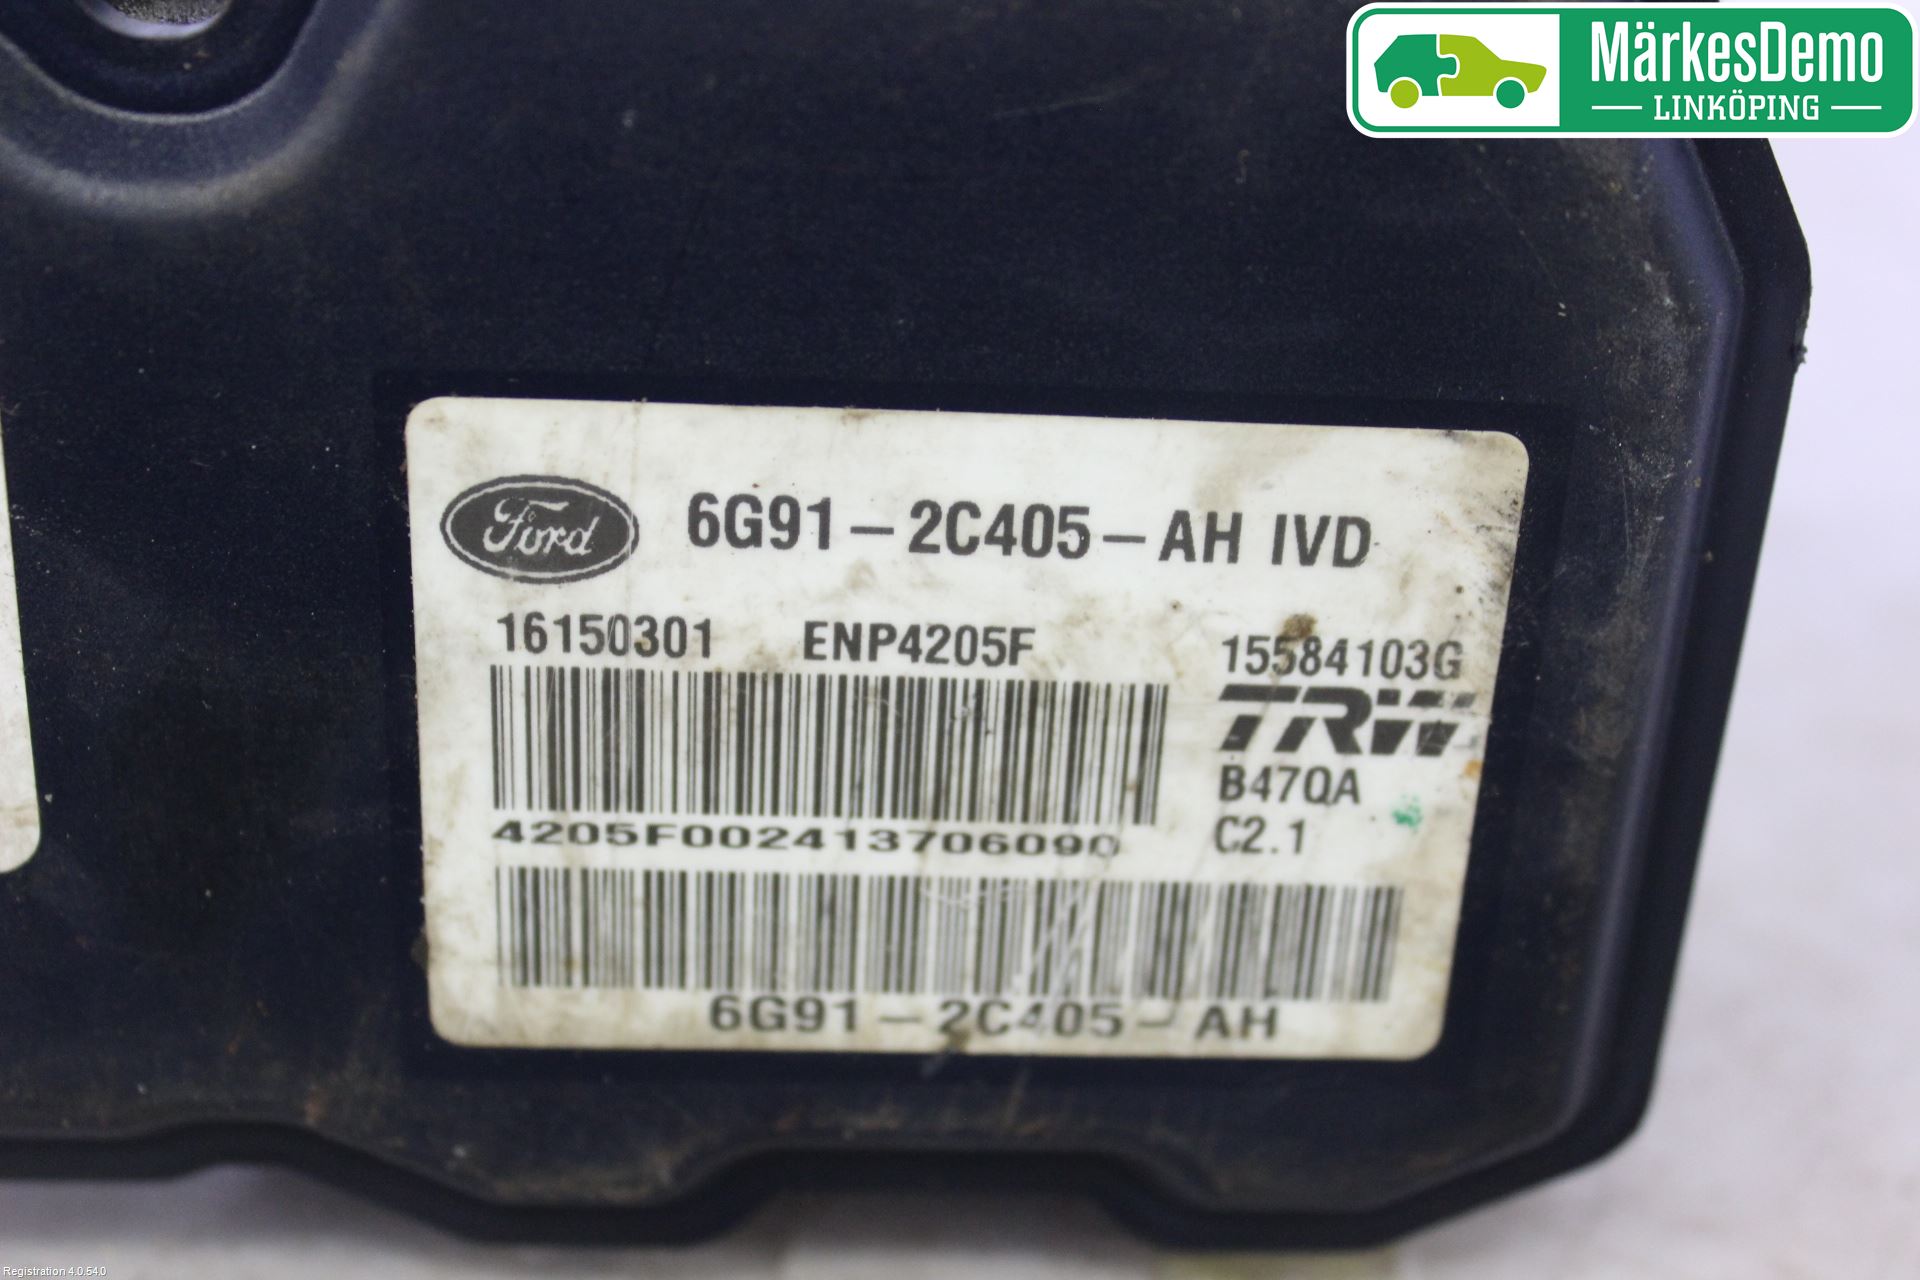 MärkesDemo
LINKÖPING
Ford
6G91-2C405-AH IVD
16150301 ENP4205F
15584103G
TRW
B47QA
C2.1
4205F002413706090
6G91-2C405-AH
Registration 4.0.54.0